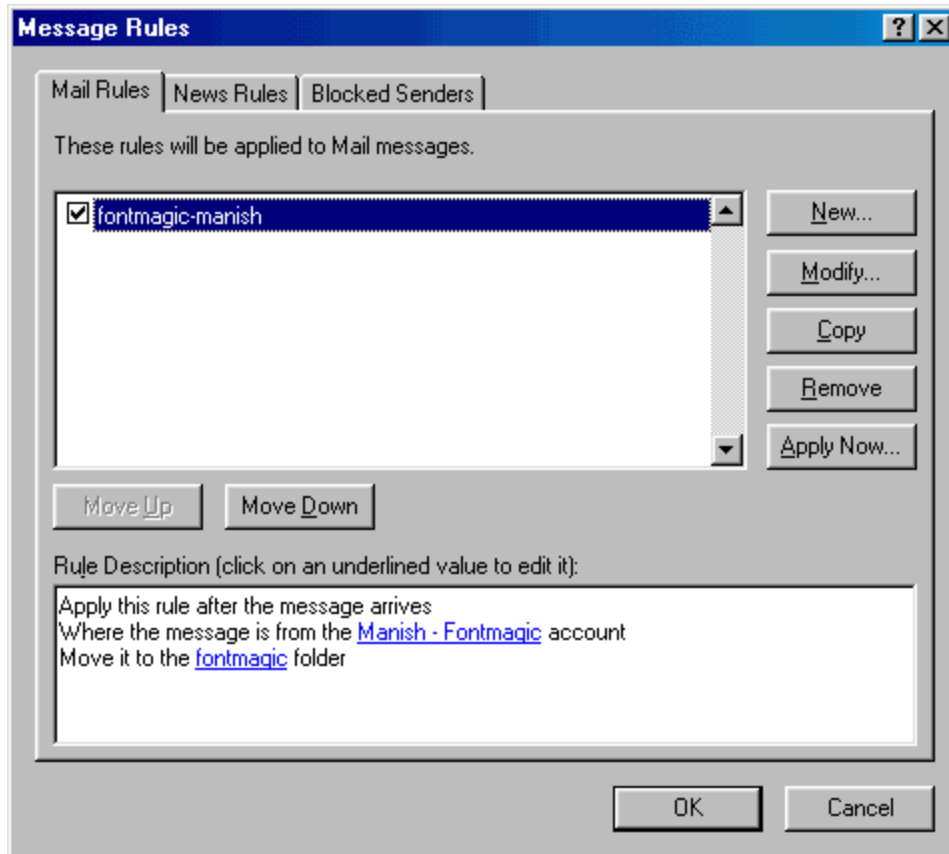 Message Rules
Mail Rules News Rules Blocked Senders
These rules will be applied to Mail messages.
fontmagic-manish
New...
Modify...
Copy
Remove
Apply Now...
Move Up Move Down
Rule Description (click on an underlined value to edit it):
Apply this rule after the message arrives
Where the message is from the Manish - Fontmagic account
Move it to the fontmagic folder
OK Cancel